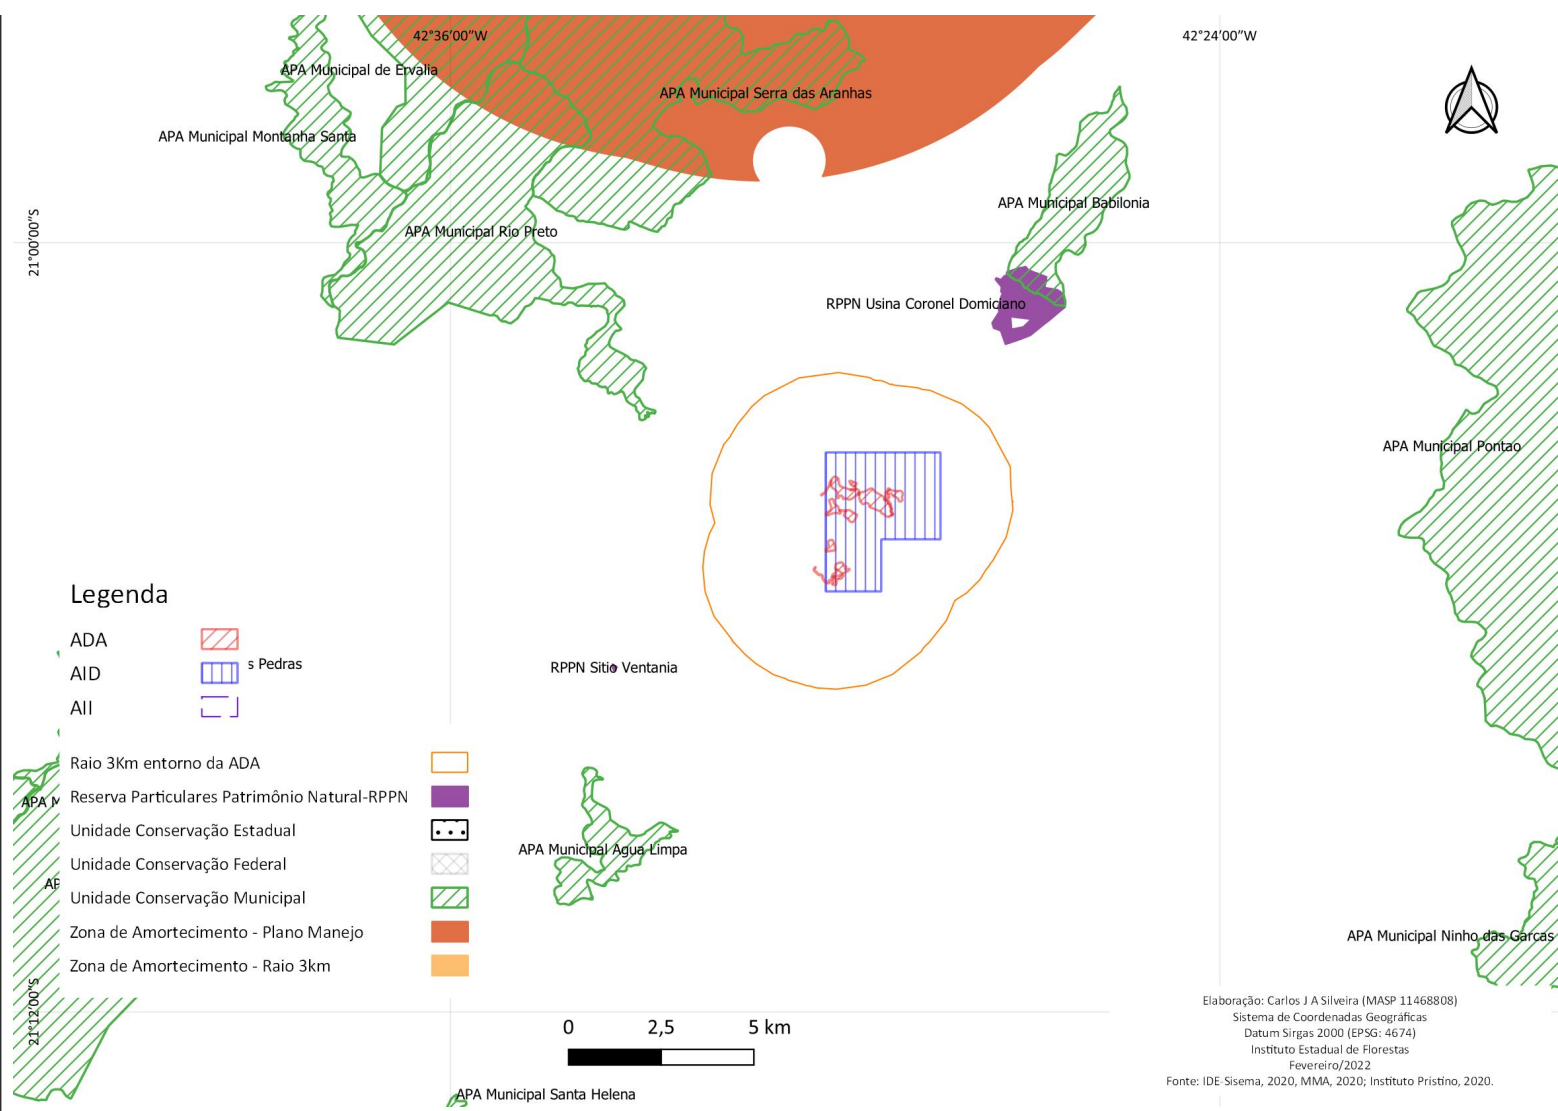 42°36'00"W
42°24'00"W
APA Municipal de Ervalia
APA Municipal Serra das Aranhas
APA Municipal Montanha Santa
APA Municipal Babilonia
APA Municipal Rio Preto
21°00'00"S
RPPN Usina Coronel Domiciano
APA Municipal Pontao
Legenda
ADA
s Pedras
AID
AII
RPPN Sitio Ventania
Raio 3Km entorno da ADA
Reserva Particulares Patrimônio Natural-RPPN
APA M
Unidade Conservação Estadual
APA Municipal Agua Limpa
Unidade Conservação Federal
AP
Unidade Conservação Municipal
Zona de Amortecimento - Plano Manejo
APA Municipal Ninho das Garcas
Zona de Amortecimento - Raio 3km
21°12'00"S
0 2,5 5 km
Elaboração: Carlos J A Silveira (MASP 11468808)
Sistema de Coordenadas Geográficas
Datum Sirgas 2000 (EPSG: 4674)
Instituto Estadual de Florestas
Fevereiro/2022
Fonte: IDE-Sisema, 2020, MMA, 2020; Instituto Pristino, 2020.
APA Municipal Santa Helena